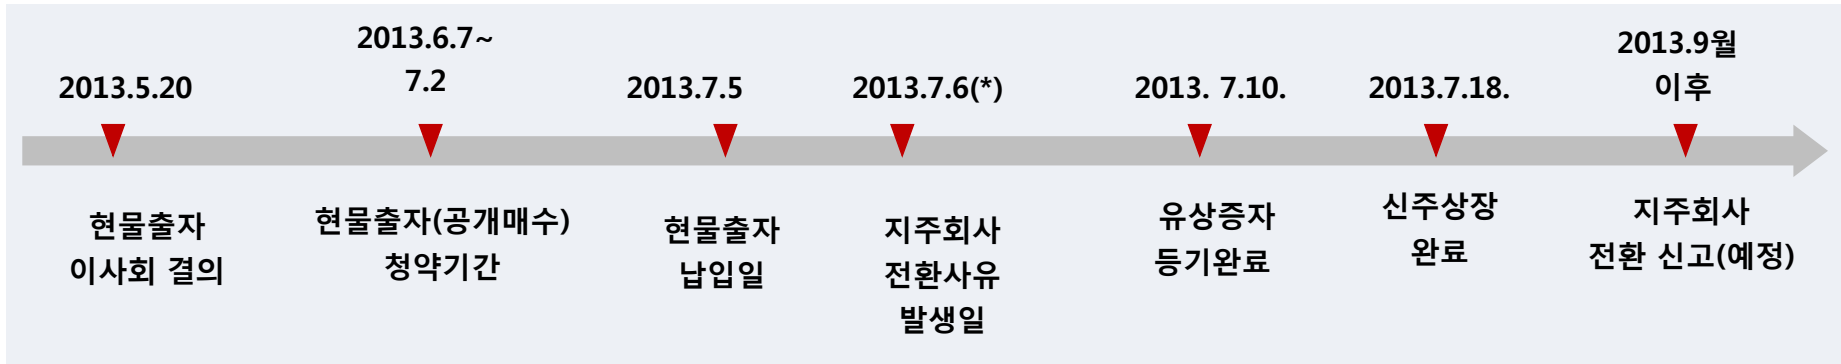 2013.5.20
2013.6.7~
7.2
2013.7.5
2013.7.6(*)
2013. 7.10.
2013.7.18.
2013.9월
이후
현물출자
이사회 결의
현물출자(공개매수)
청약기간
현물출자
납입일
지주회사
전환사유
발생일
유상증자
등기완료
신주상장
완료
지주회사
전환 신고(예정)